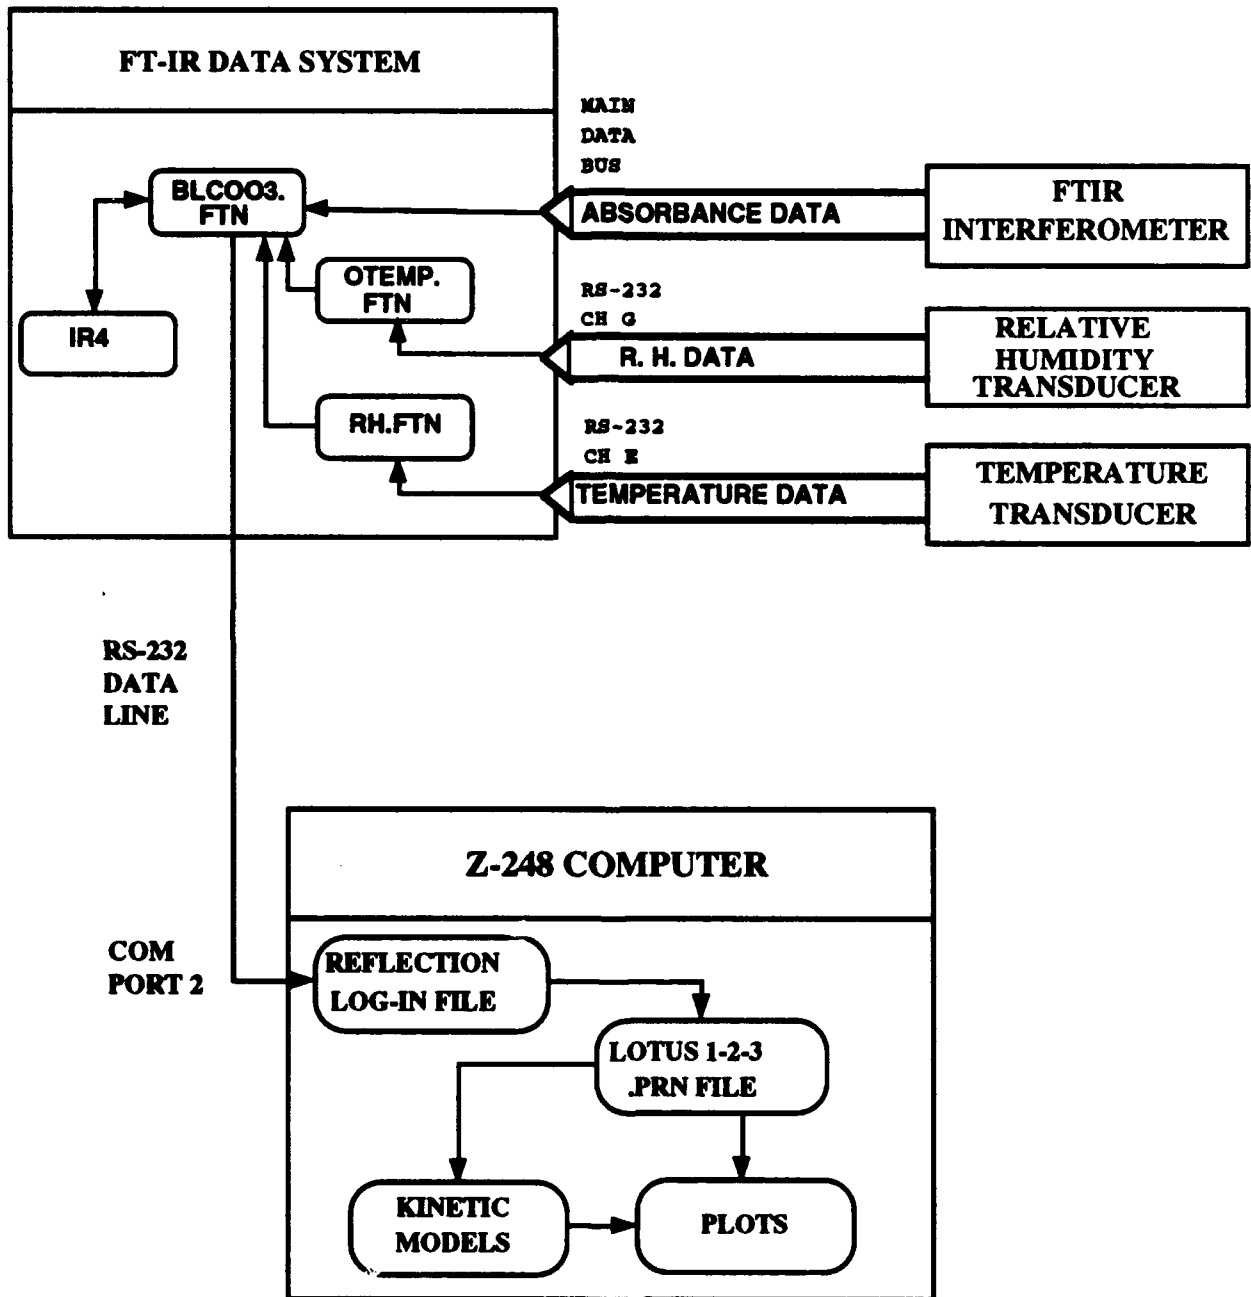 FT-IR DATA SYSTEM
MAIN
DATA
BUS
BLCOO3.
FTN
ABSORBANCE DATA
FTIR
INTERFEROMETER
OTEMP.
FTN
RS-232
CH G
IR4
R. H. DATA
RELATIVE
HUMIDITY
TRANSDUCER
RH.FTN
RS-232
CH E
TEMPERATURE DATA
TEMPERATURE
TRANSDUCER
RS-232
DATA
LINE
Z-248 COMPUTER
COM
PORT 2
REFLECTION
LOG-IN FILE
LOTUS 1-2-3
.PRN FILE
KINETIC
MODELS
PLOTS